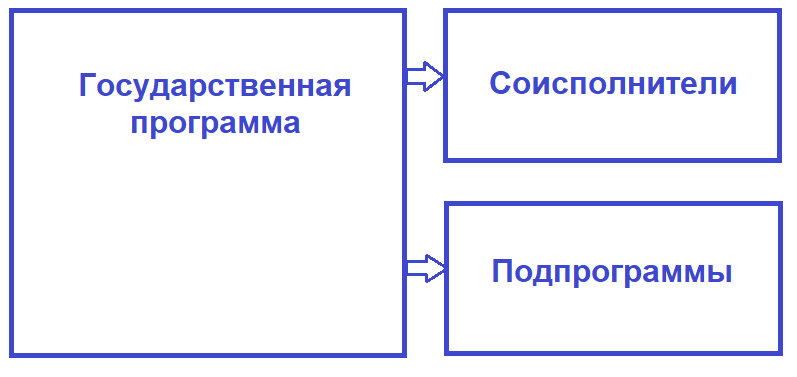 Государственная
программа
Соисполнители
Подпрограммы